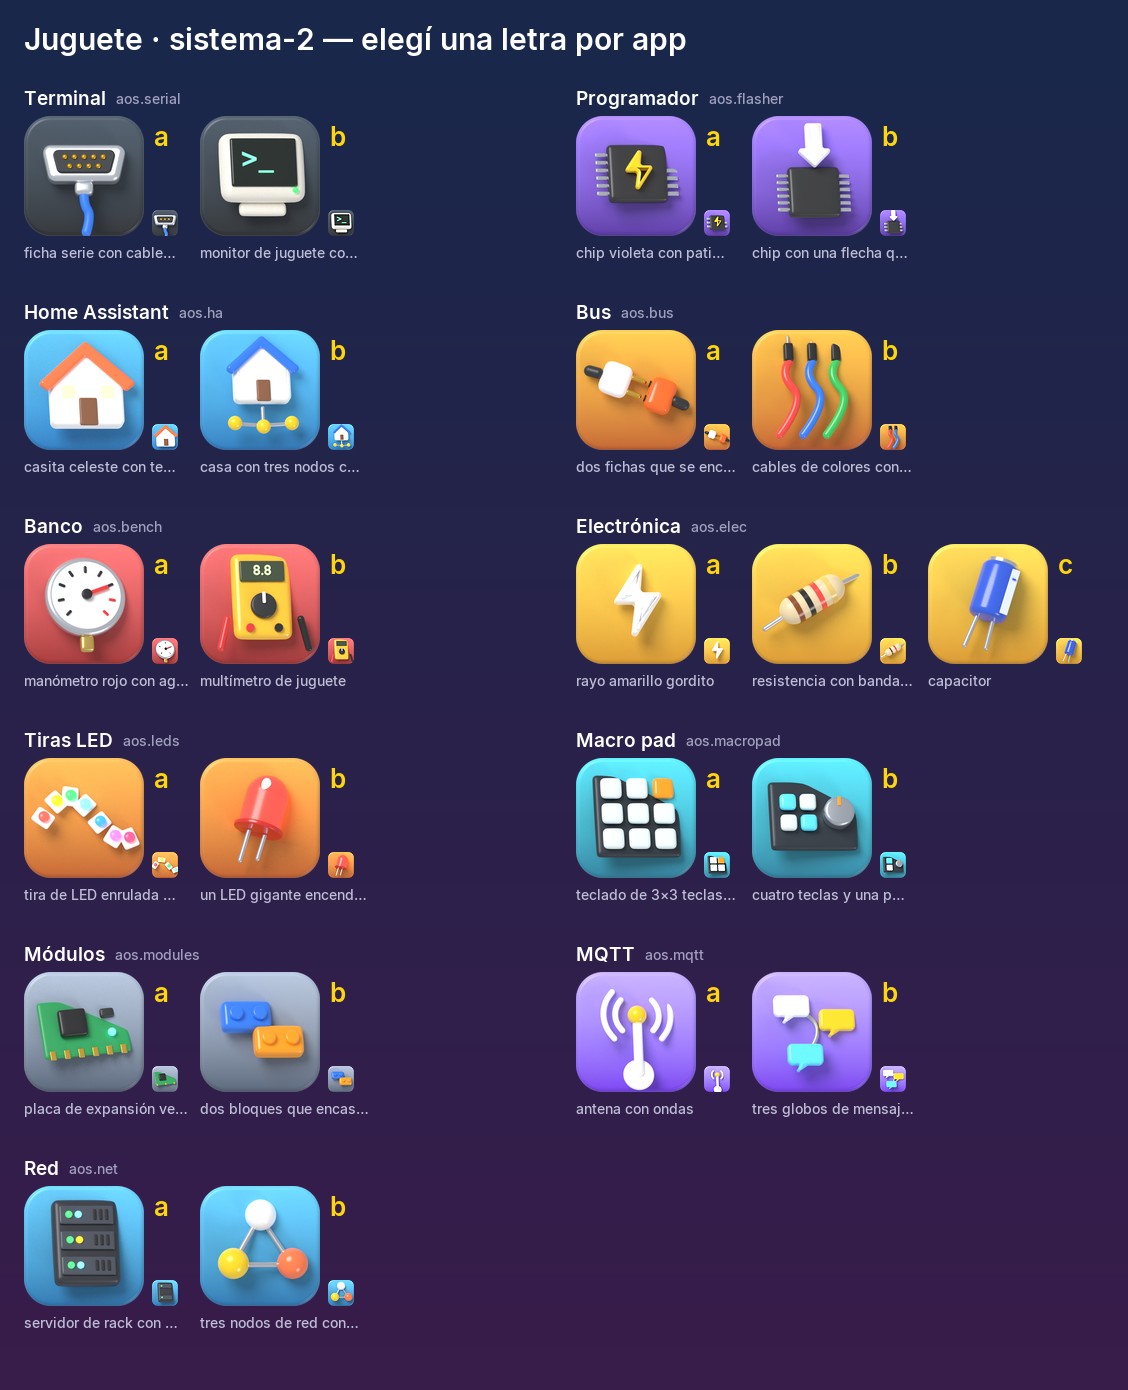 Juguete · sistema-2 — elegí una letra por app
Terminal aos.serial
a
>_
b
ficha serie con cable...
monitor de juguete co...
Programador aos.flasher
a
b
chip violeta con pati...
chip con una flecha q...
Home Assistant aos.ha
a
b
casita celeste con te...
casa con tres nodos c...
Bus aos.bus
a
b
dos fichas que se enc...
cables de colores con...
Banco aos.bench
a
8.8
b
manómetro rojo con ag...
multímetro de juguete
Electrónica aos.elec
a
b
c
rayo amarillo gordito
resistencia con banda...
capacitor
Tiras LED aos.leds
a
b
tira de LED enrulada ...
un LED gigante encend...
Macro pad aos.macropad
a
b
teclado de 3×3 teclas...
cuatro teclas y una p...
Módulos aos.modules
a
b
placa de expansión ve...
dos bloques que encas...
MQTT aos.mqtt
a
b
antena con ondas
tres globos de mensaj...
Red aos.net
a
b
servidor de rack con ...
tres nodos de red con...